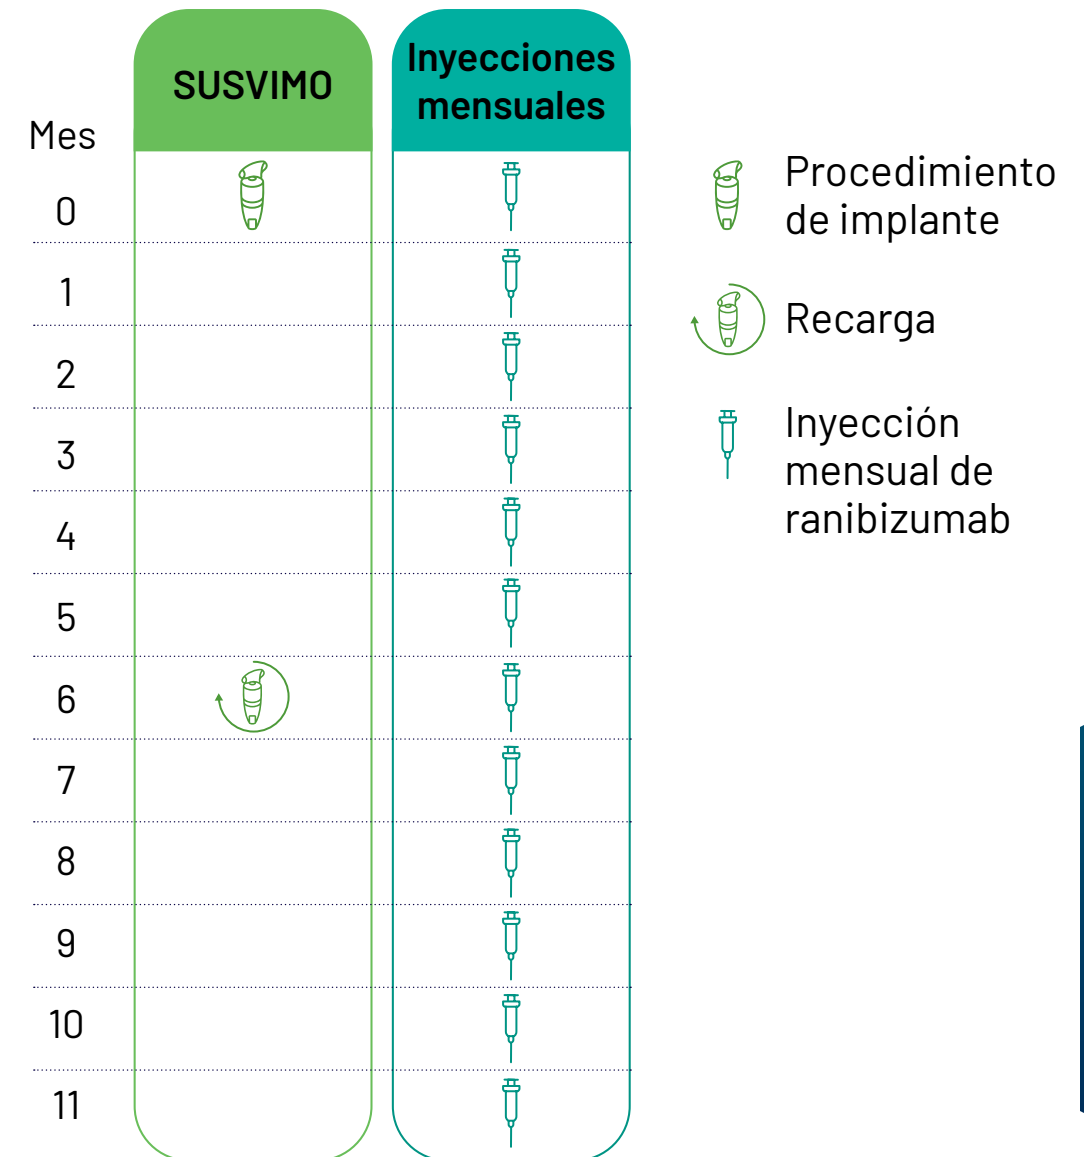 SUSVIMO
Inyecciones
mensuales
Mes
0
1
2
3
4
5
6
7
8
9
10
11
Procedimiento
de implante
Recarga
Inyección
mensual de
ranibizumab